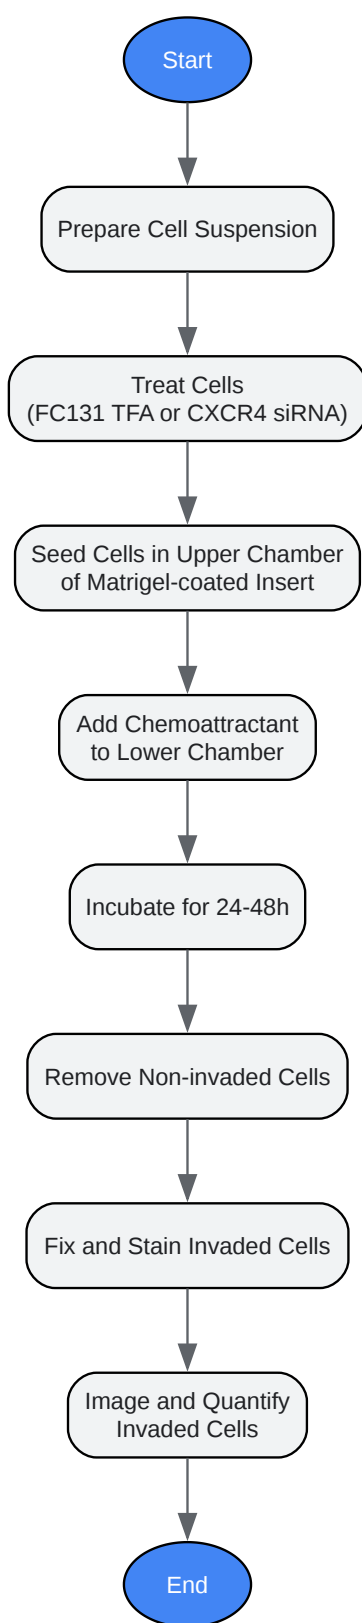 Start
Prepare Cell Suspension
Treat Cells
(FC131 TFA or CXCR4 siRNA)
Seed Cells in Upper Chamber
of Matrigel-coated Insert
Add Chemoattractant
to Lower Chamber
Incubate for 24-48h
Remove Non-invaded Cells
Fix and Stain Invaded Cells
Image and Quantify
Invaded Cells
End